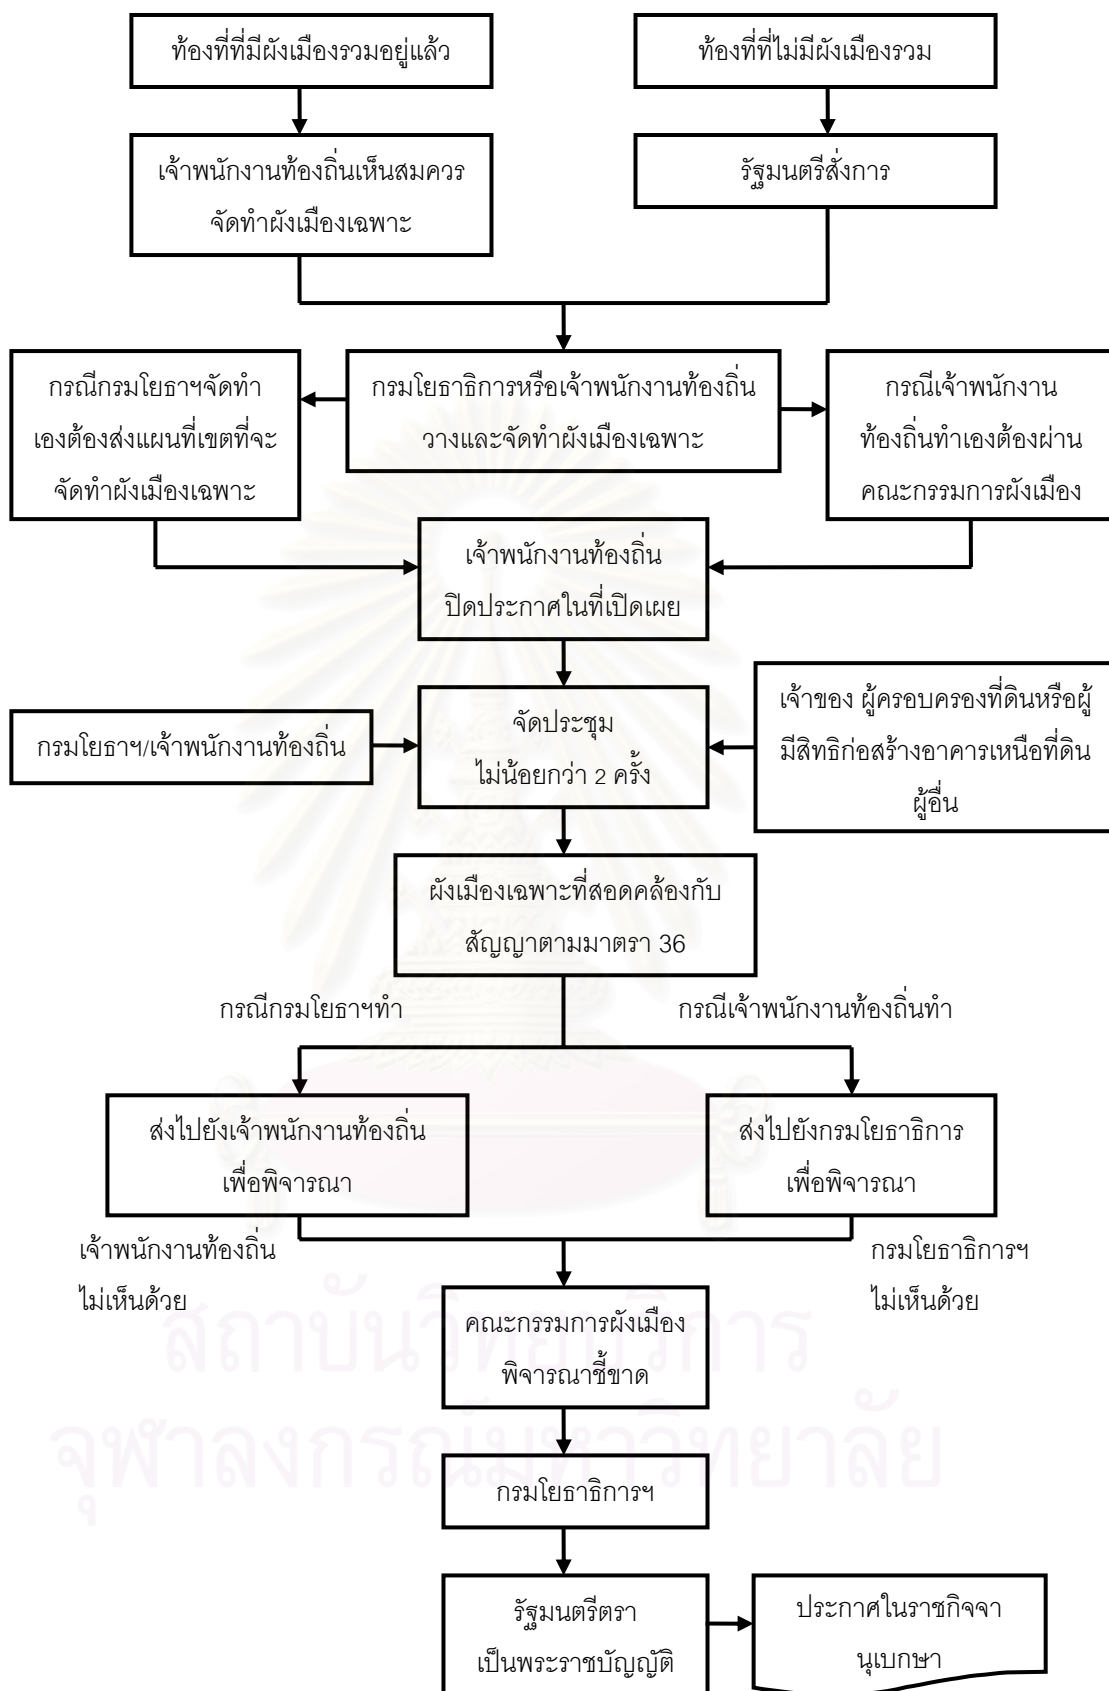 ท้องที่ที่มีผังเมืองรวมอยู่แล้ว
ท้องที่ที่ไม่มีผังเมืองรวม
เจ้าพนักงานท้องถิ่นเห็นสมควร
จัดทำผังเมืองเฉพาะ
รัฐมนตรีสั่งการ
กรณีกรมโยธาฯจัดทำ
เองต้องส่งแผนที่เขตที่จะ
จัดทำผังเมืองเฉพาะ
กรมโยธาธิการหรือเจ้าพนักงานท้องถิ่น
วางและจัดทำผังเมืองเฉพาะ
กรณีเจ้าพนักงาน
ท้องถิ่นทำเองต้องผ่าน
คณะกรรมการผังเมือง
เจ้าพนักงานท้องถิ่น
ปิดประกาศในที่เปิดเผย
กรมโยธาฯ/เจ้าพนักงานท้องถิ่น
จัดประชุม
ไม่น้อยกว่า 2 ครั้ง
เจ้าของ ผู้ครอบครองที่ดินหรือผู้
มีสิทธิก่อสร้างอาคารเหนือที่ดิน
ผู้อื่น
ผังเมืองเฉพาะที่สอดคล้องกับ
สัญญาตามมาตรา 36
กรณีกรมโยธาฯทำ
กรณีเจ้าพนักงานท้องถิ่นทำ
ส่งไปยังเจ้าพนักงานท้องถิ่น
เพื่อพิจารณา
ส่งไปยังกรมโยธาธิการ
เพื่อพิจารณา
เจ้าพนักงานท้องถิ่น
ไม่เห็นด้วย
กรมโยธาธิการฯ
ไม่เห็นด้วย
คณะกรรมการผังเมือง
พิจารณาชี้ขาด
สถาบันวิทยบริการ
จุฬาลงกรณ์มหาวิทยาลัย
กรมโยธาธิการฯ
รัฐมนตรีตรา
เป็นพระราชบัญญัติ
ประกาศในราชกิจจา
นุเบกษา